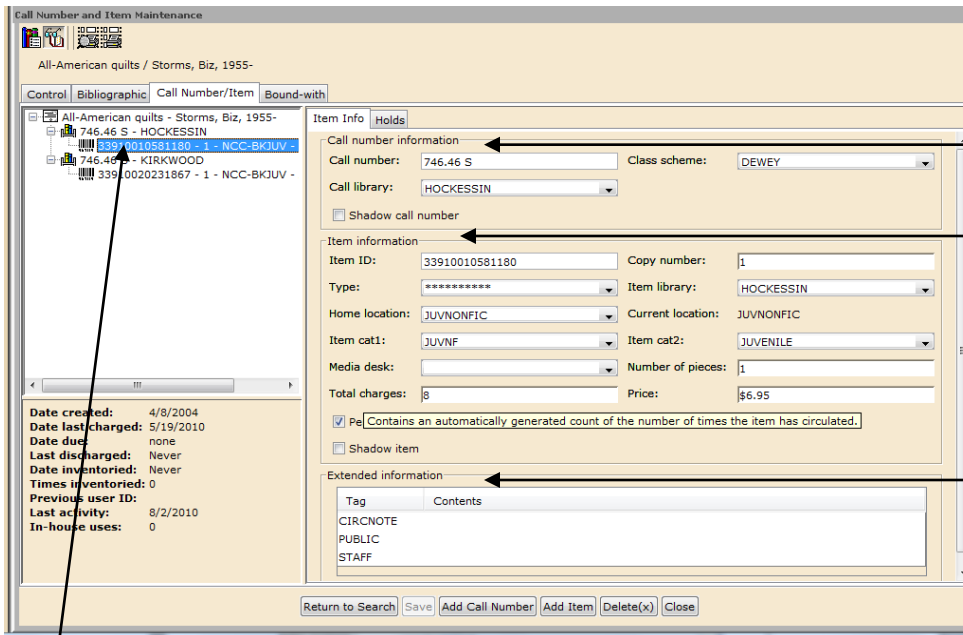 Call Number and Item Maintenance
All-American quilts / Storms, Biz, 1955-
Control Bibliographic Call Number/Item Bound-with
All-American quilts - Storms, Biz, 1955-
746.46 S - HOCKESSIN
33910010581180 - 1 - NCC-BKJUV -
746.46 S - KIRKWOOD
33910020231867 - 1 - NCC-BKJUV -
Date created: 4/8/2004
Date last charged: 5/19/2010
Date due: none
Last discharged: Never
Date inventoried: Never
Times inventoried: 0
Previous user ID:
Last activity: 8/2/2010
In-house uses: 0
Item Info Holds
Call number information
Call number: 746.46 S Class scheme: DEWEY
Call library: HOCKESSIN
Shadow call number
Item information
Item ID: 33910010581180 Copy number: 1
Type: ********** Item library: HOCKESSIN
Home location: JUVNONFIC Current location: JUVNONFIC
Item cat1: JUVNF Item cat2: JUVENILE
Media desk: Number of pieces: 1
Total charges: 8 Price: $6.95
Pe Contains an automatically generated count of the number of times the item has circulated.
Shadow item
Extended information
Tag Contents
CIRCNOTE
PUBLIC
STAFF
Return to Search Save Add Call Number Add Item Delete(x) Close